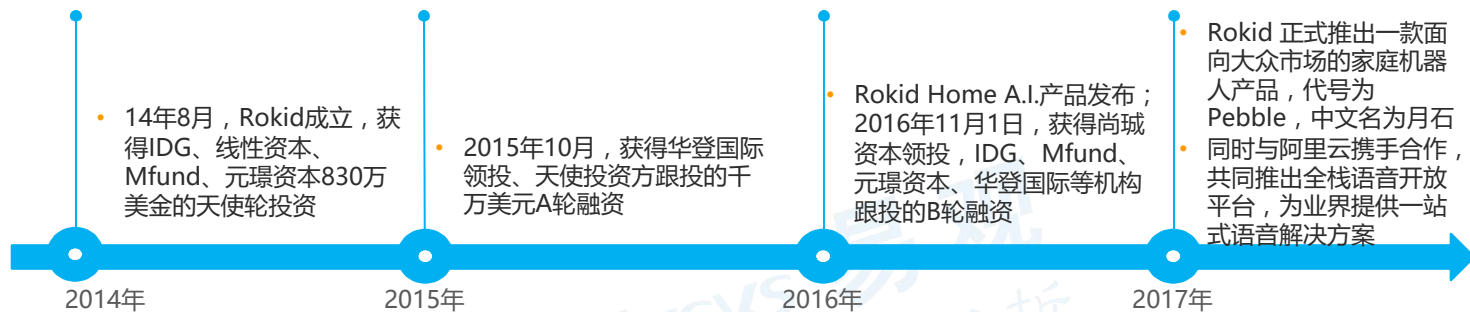 14年8月，Rokid成立，获
得IDG、线性资本、
Mfund、元璟资本830万
美金的天使轮投资
2015年10月，获得华登国际
领投、天使投资方跟投的千
万美元A轮融资
Rokid Home A.I.产品发布；
2016年11月1日，获得尚珹
资本领投，IDG、Mfund、
元璟资本、华登国际等机构
跟投的B轮融资
Rokid 正式推出一款面
向大众市场的家庭机器
人产品，代号为
Pebble，中文名为月石
同时与阿里云携手合作，
共同推出全栈语音开放
平台，为业界提供一站
式语音解决方案
2014年
2015年
2016年
2017年
易观